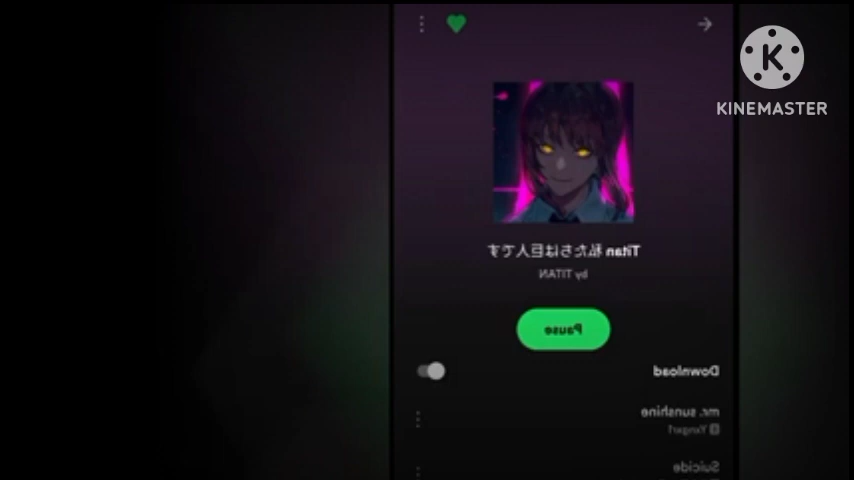 KINEMASTER
Titan 私たちは巨人です
by TITAN
Pause
Download
mr. sunshine
Suicide